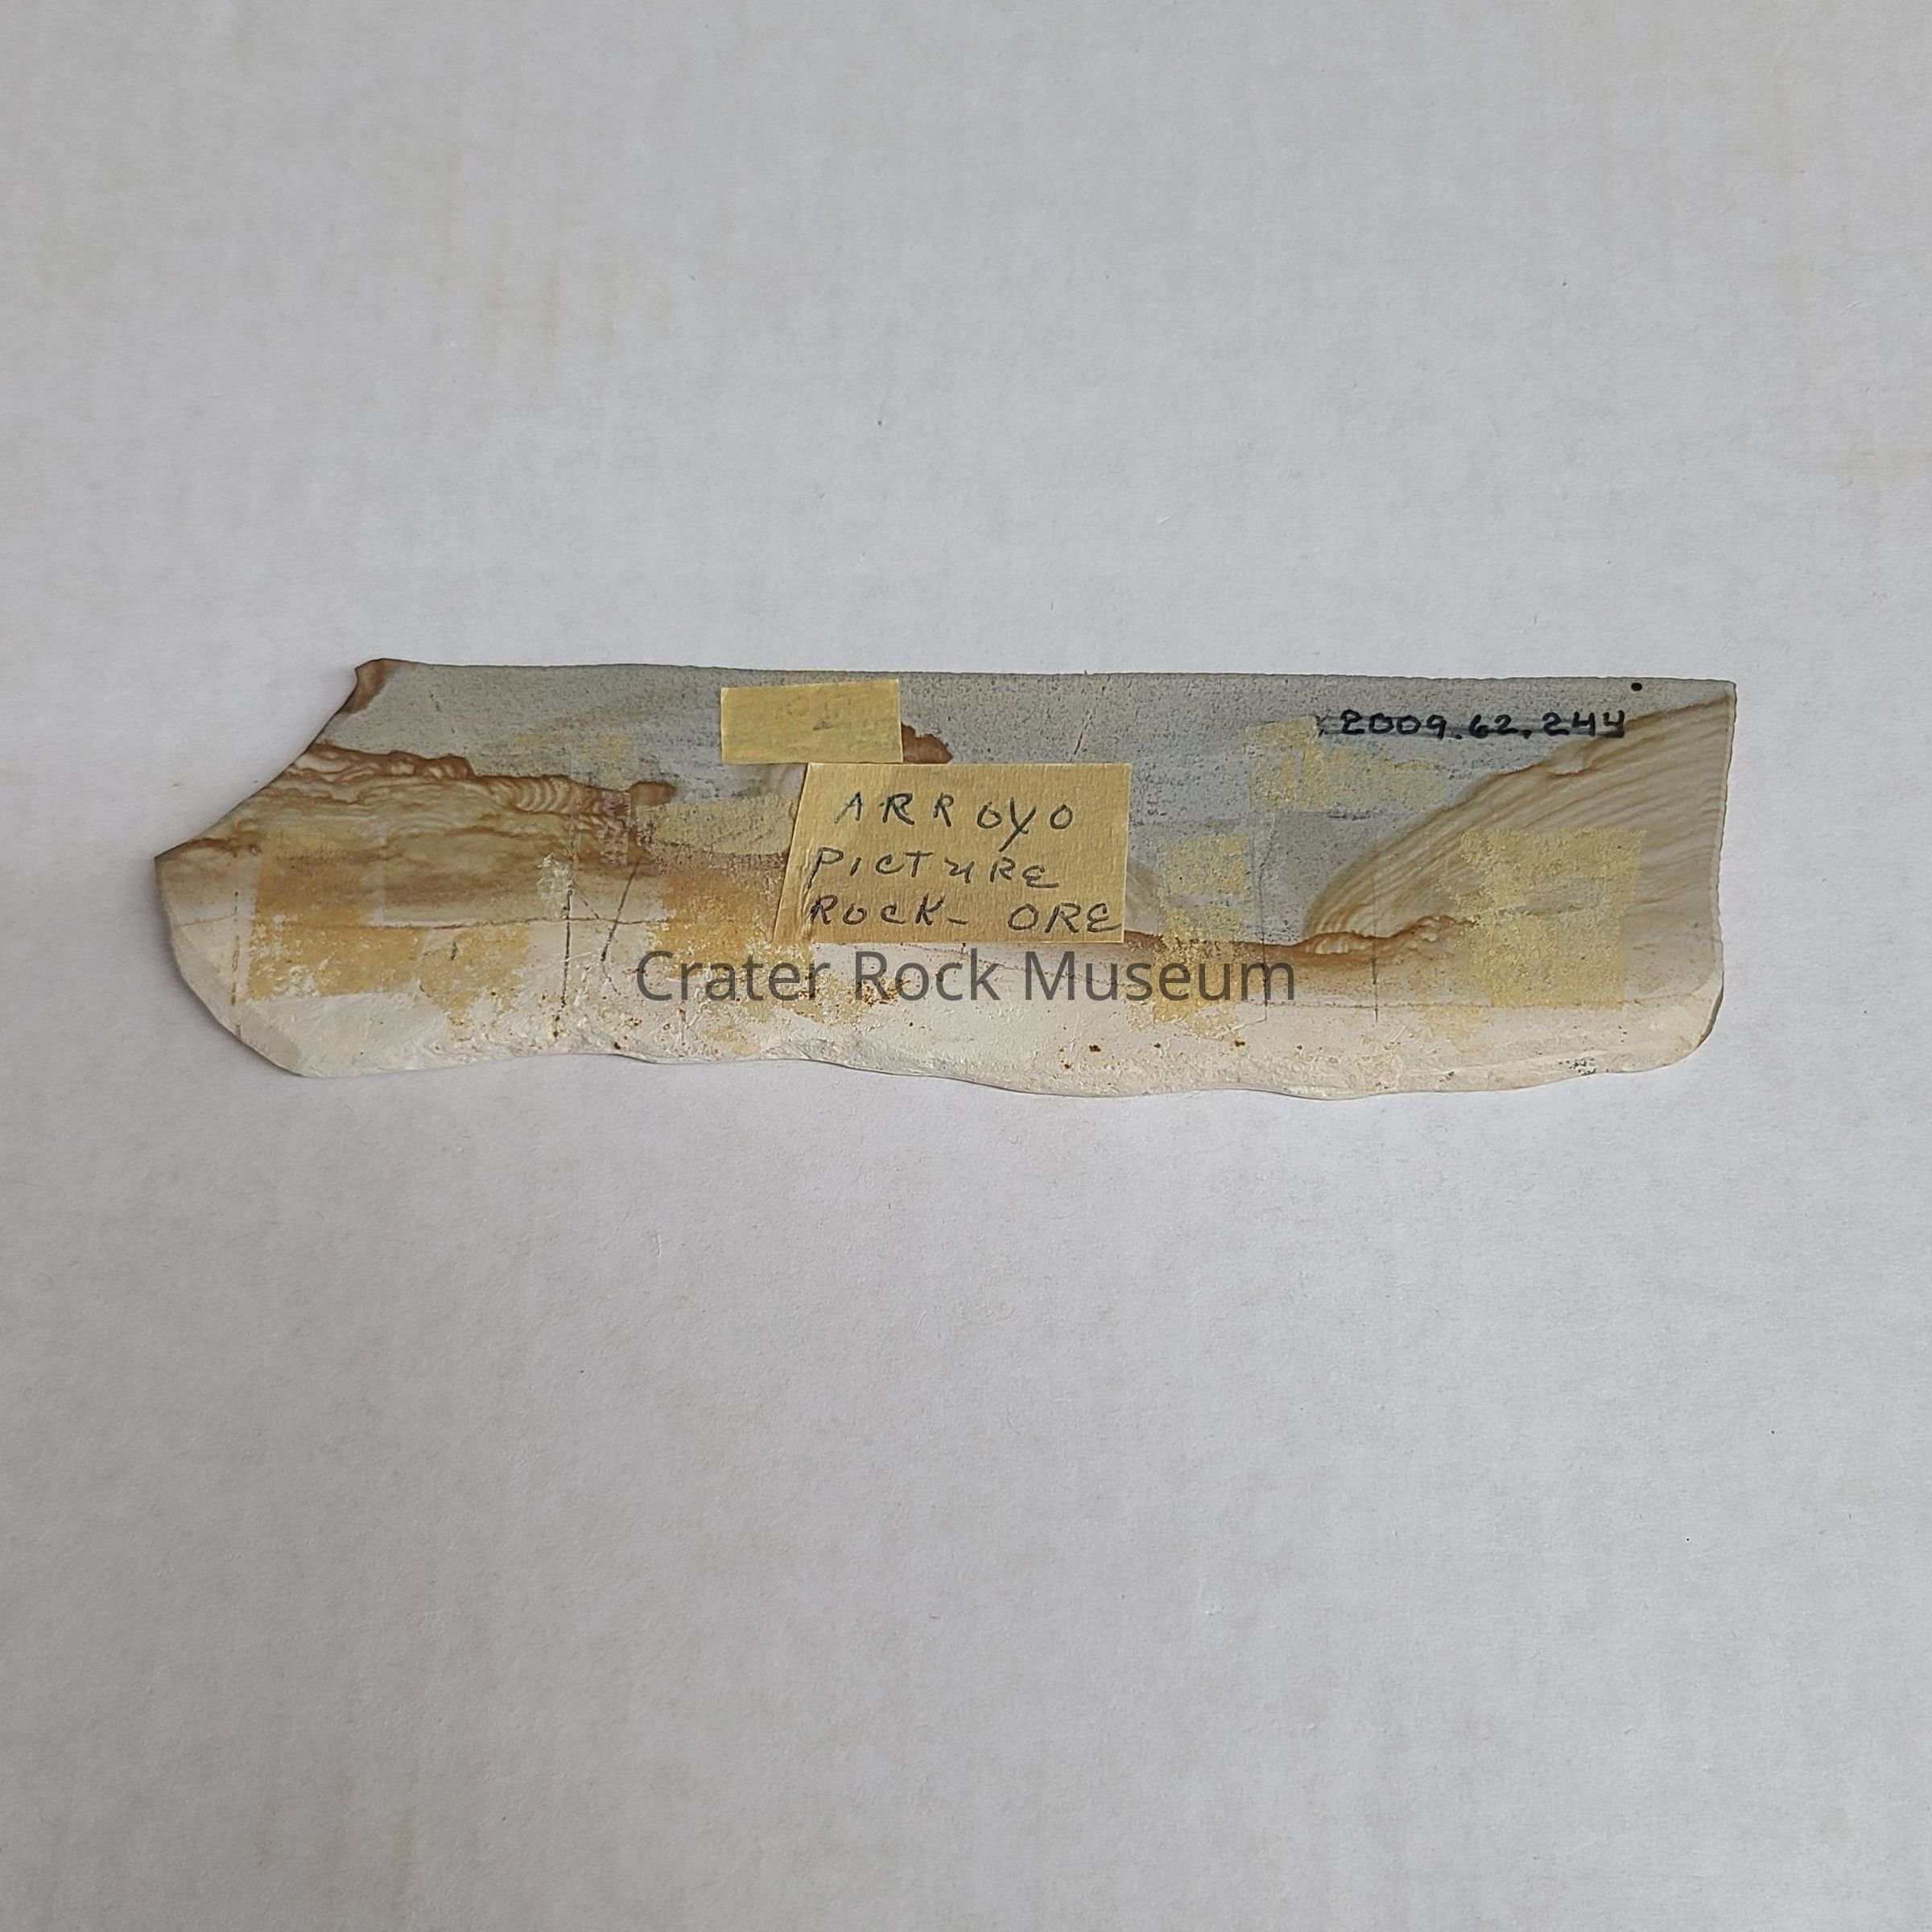 2009.62.244
ARROYO
PICTURE
ROCK- ORE
Crater Rock Museum